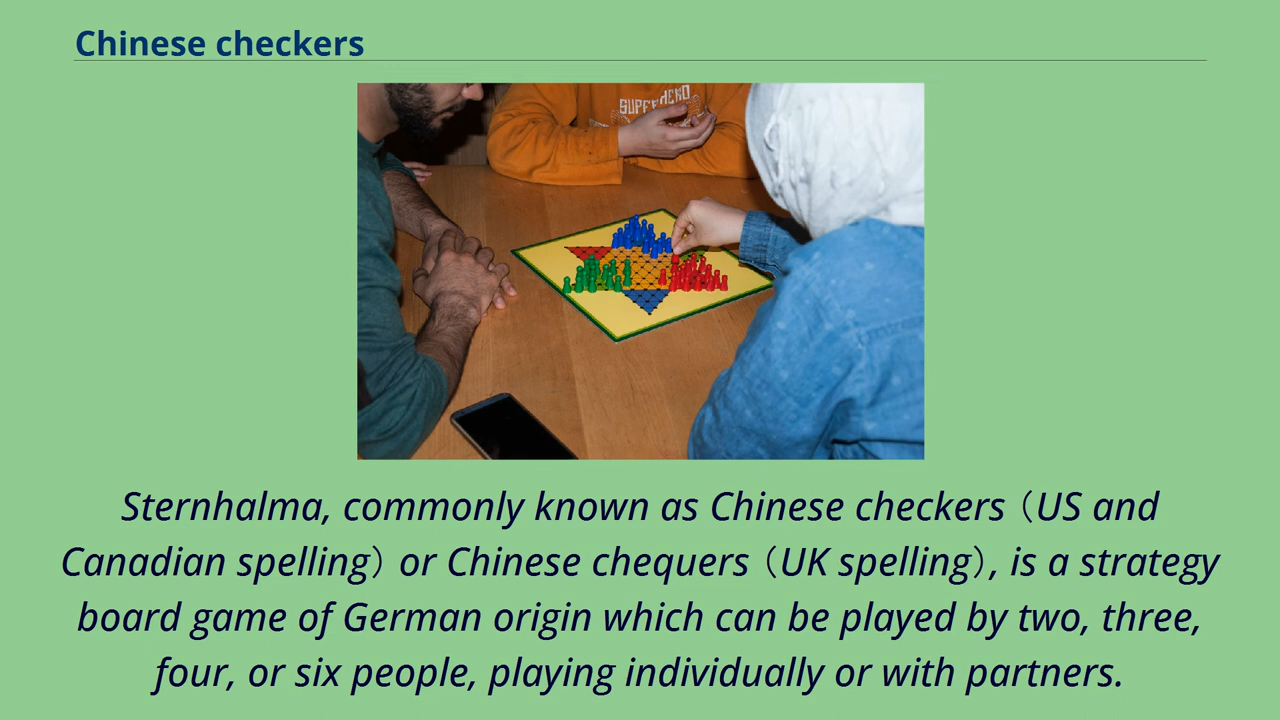 Chinese checkers
SUPERHERO
Sternhalma, commonly known as Chinese checkers (US and
Canadian spelling) or Chinese chequers (UK spelling), is a strategy
board game of German origin which can be played by two, three,
four, or six people, playing individually or with partners.